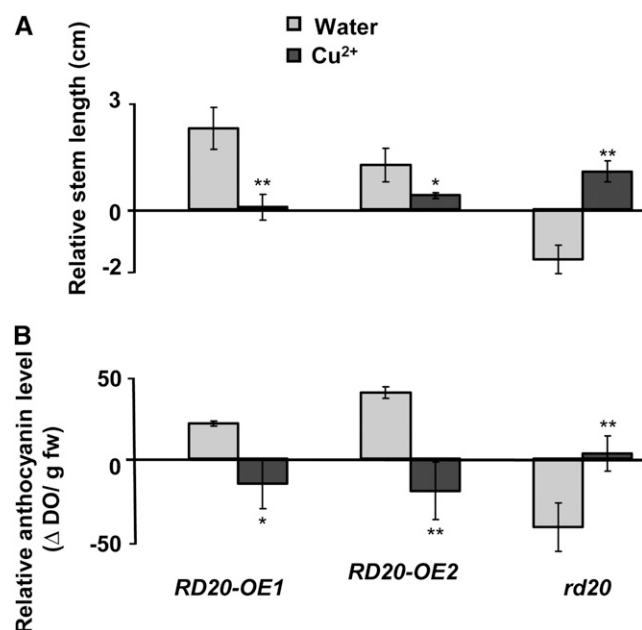 A
Water
Cu²⁺
Relative stem length (cm)
3
0
-2
**
*
**
B
Relative anthocyanin level
(Δ DO/ g fw)
50
0
-50
*
**
**
RD20-OE1
RD20-OE2
rd20